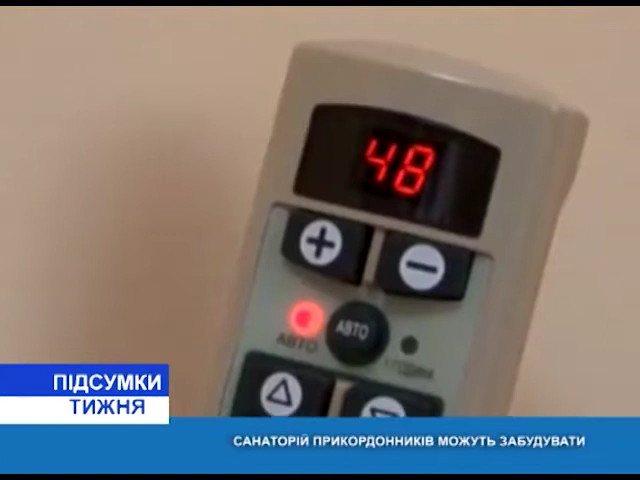 48
АВТО
АВТО
ПІДСУМКИ
ТИЖНЯ
САНАТОРІЙ ПРИКОРДОННИКІВ МОЖУТЬ ЗАБУДУВАТИ